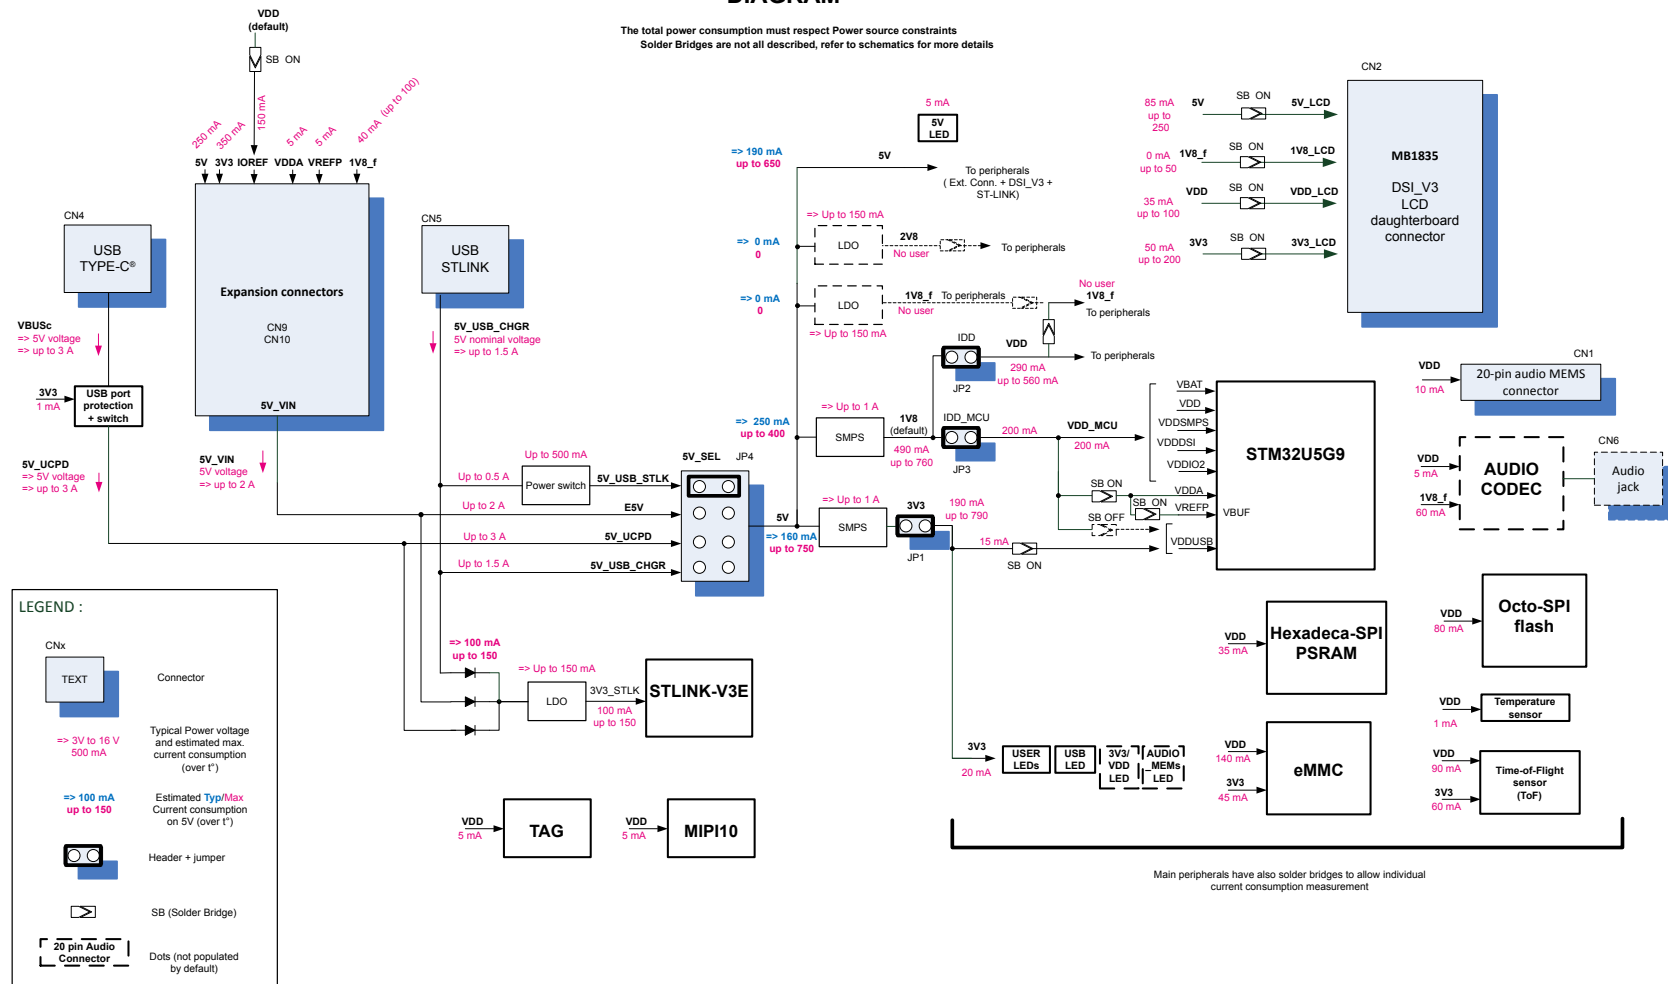 DIAGRAM
The total power consumption must respect Power source constraints
Solder Bridges are not all described, refer to schematics for more details
VDD
(default)
SB ON
150 mA
250 mA
350 mA
5 mA
5 mA
40 mA (up to 100)
5V 3V3 IOREF VDDA VREFP 1V8_f
Expansion connectors
CN9
CN10
5V_VIN
CN4
USB
TYPE-C®
VBUSc
=> 5V voltage
=> up to 3 A
3V3
1 mA
USB port
protection
+ switch
5V_UCPD
=> 5V voltage
=> up to 3 A
5V_VIN
5V voltage
=> up to 2 A
CN5
USB
STLINK
5V_USB_CHGR
5V nominal voltage
=> up to 1.5 A
Up to 500 mA
Up to 0.5 A
Power switch
5V_USB_STLK
Up to 2 A
E5V
Up to 3 A
5V_UCPD
Up to 1.5 A
5V_USB_CHGR
5V_SEL
JP4
5V
=> 160 mA
up to 750
=> 190 mA
up to 650
5V
5 mA
5V
LED
To peripherals
( Ext. Conn. + DSI_V3 +
ST-LINK)
=> Up to 150 mA
=> 0 mA
0
LDO
2V8
No user
To peripherals
=> 0 mA
0
LDO
1V8_f
No user
To peripherals
=> Up to 150 mA
No user
1V8_f
To peripherals
IDD
VDD
JP2
290 mA
up to 560 mA
To peripherals
=> 250 mA
up to 400
=> Up to 1 A
SMPS
1V8
(default)
490 mA
up to 760
IDD_MCU
JP3
200 mA
VDD_MCU
200 mA
=> Up to 1 A
SMPS
3V3
JP1
190 mA
up to 790
15 mA
SB ON
SB ON
SB ON
SB OFF
VBAT
VDD
VDDSMPS
VDDDSI
VDDIO2
VDDA
VREFP
VBUF
VDDUSB
STM32U5G9
85 mA
up to
250
5V
SB ON
5V_LCD
0 mA
up to 50
1V8_f
SB ON
1V8_LCD
35 mA
up to 100
VDD
SB ON
VDD_LCD
50 mA
up to 200
3V3
SB ON
3V3_LCD
CN2
MB1835
DSI_V3
LCD
daughterboard
connector
CN1
VDD
10 mA
20-pin audio MEMS
connector
VDD
5 mA
1V8_f
60 mA
AUDIO
CODEC
CN6
Audio
jack
VDD
35 mA
Hexadeca-SPI
PSRAM
VDD
80 mA
Octo-SPI
flash
VDD
1 mA
Temperature
sensor
VDD
140 mA
3V3
45 mA
eMMC
VDD
90 mA
3V3
60 mA
Time-of-Flight
sensor
(ToF)
3V3
20 mA
USER
LEDs
USB
LED
3V3/
VDD
LED
AUDIO
_MEMs
LED
Main peripherals have also solder bridges to allow individual
current consumption measurement
=> 100 mA
up to 150
=> Up to 150 mA
LDO
3V3_STLK
100 mA
up to 150
STLINK-V3E
VDD
5 mA
TAG
VDD
5 mA
MIPI10
LEGEND :
CNx
TEXT
Connector
=> 3V to 16 V
500 mA
Typical Power voltage
and estimated max.
current consumption
(over t°)
=> 100 mA
up to 150
Estimated Typ/Max
Current consumption
on 5V (over t°)
Header + jumper
SB (Solder Bridge)
20 pin Audio
Connector
Dots (not populated
by default)